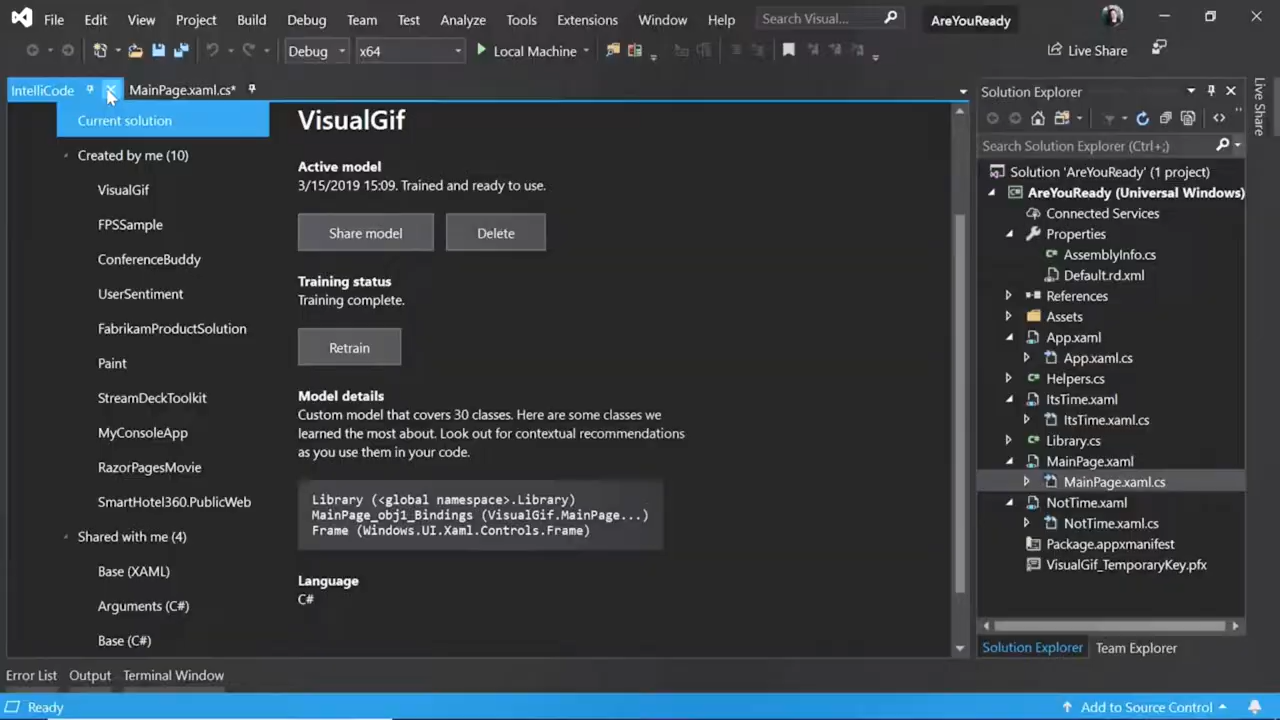 File Edit View Project Build Debug Team Test Analyze Tools Extensions Window Help Search Visual... AreYouReady
Debug x64 Local Machine Live Share
IntelliCode MainPage.xaml.cs*
Current solution
Created by me (10)
VisualGif
FPSSample
ConferenceBuddy
UserSentiment
FabrikamProductSolution
Paint
StreamDeckToolkit
MyConsoleApp
RazorPagesMovie
SmartHotel360.PublicWeb
Shared with me (4)
Base (XAML)
Arguments (C#)
Base (C#)
VisualGif
Active model
3/15/2019 15:09. Trained and ready to use.
Share model Delete
Training status
Training complete.
Retrain
Model details
Custom model that covers 30 classes. Here are some classes we
learned the most about. Look out for contextual recommendations
as you use them in your code.
Library (<global namespace>.Library)
MainPage_obj1_Bindings (VisualGif.MainPage...)
Frame (Windows.UI.Xaml.Controls.Frame)
Language
C#
Solution Explorer
Search Solution Explorer (Ctrl+;)
Solution 'AreYouReady' (1 project)
AreYouReady (Universal Windows)
Connected Services
Properties
AssemblyInfo.cs
Default.rd.xml
References
Assets
App.xaml
App.xaml.cs
Helpers.cs
ItsTime.xaml
ItsTime.xaml.cs
Library.cs
MainPage.xaml
MainPage.xaml.cs
NotTime.xaml
NotTime.xaml.cs
Package.appxmanifest
VisualGif_TemporaryKey.pfx
Solution Explorer Team Explorer
Live Share
Error List Output Terminal Window
Ready Add to Source Control